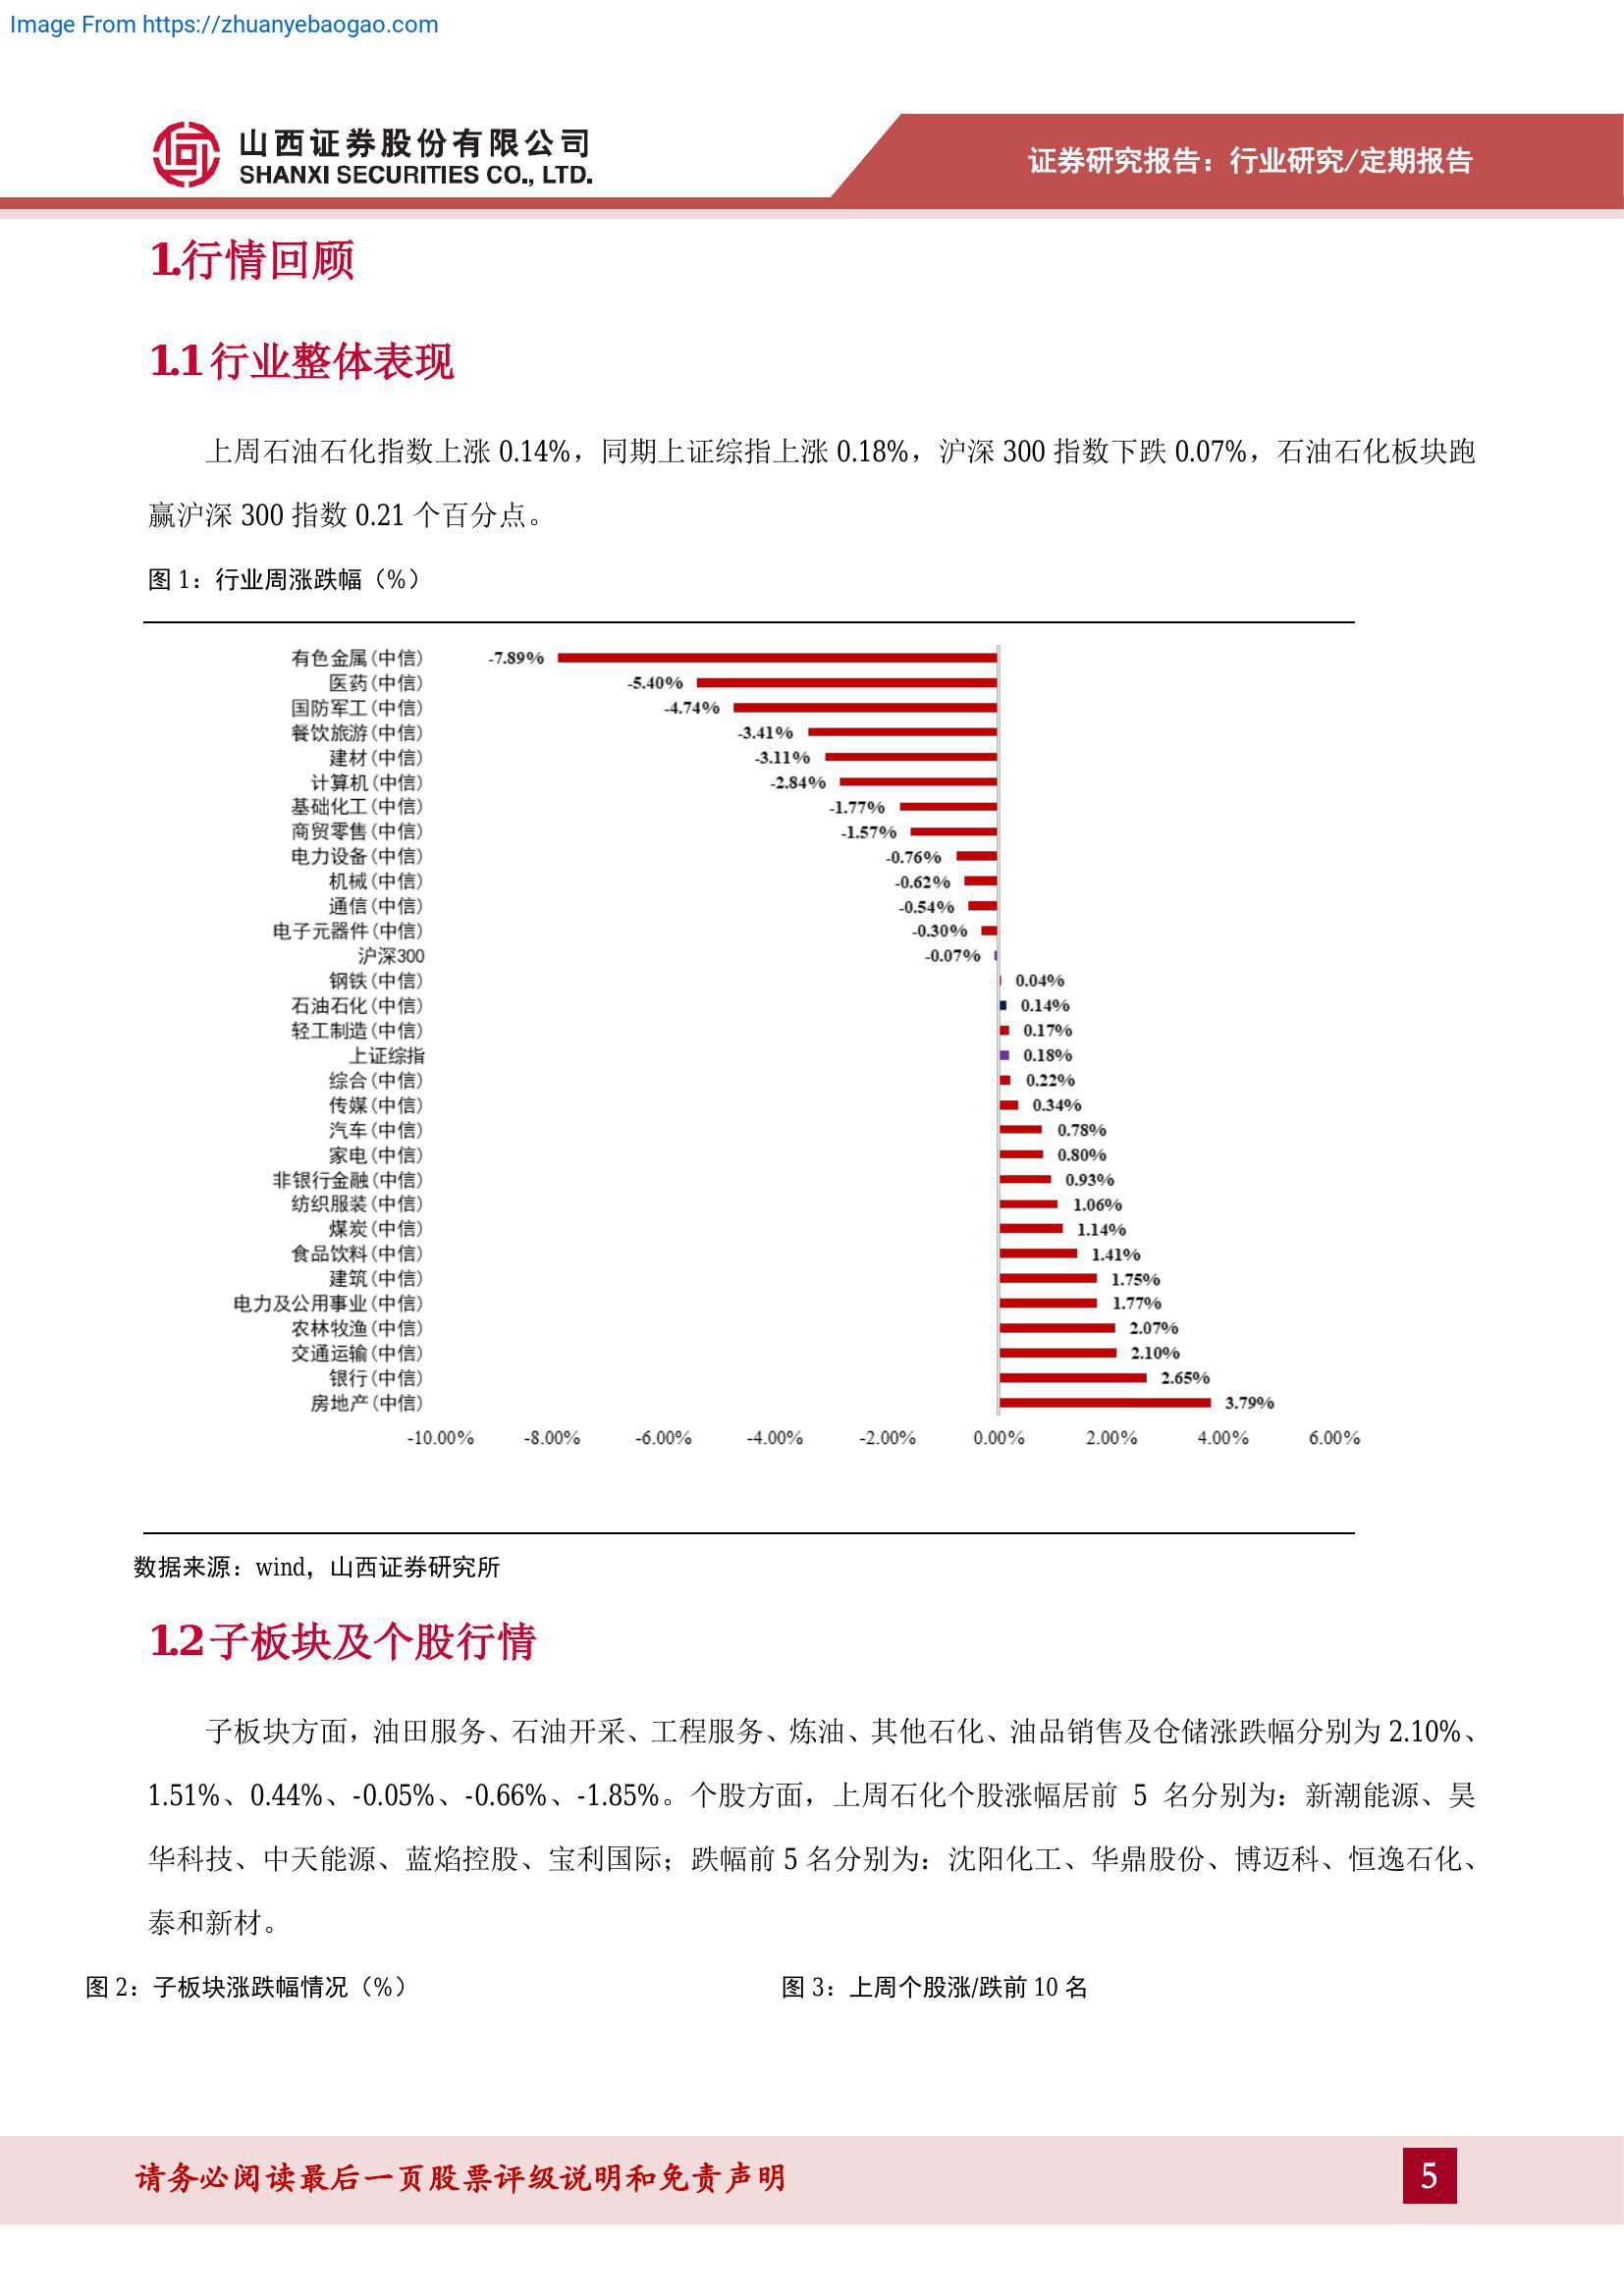 Image From https://zhuanyebaogao.com
山西证券股份有限公司
SHANXI SECURITIES CO., LTD.
证券研究报告：行业研究/定期报告
1.行情回顾
1.1 行业整体表现
上周石油石化指数上涨 0.14%，同期上证综指上涨 0.18%，沪深 300 指数下跌 0.07%，石油石化板块跑
赢沪深 300 指数 0.21 个百分点。
图 1：行业周涨跌幅（%）
有色金属(中信) -7.89%
医药(中信) -5.40%
国防军工(中信) -4.74%
餐饮旅游(中信) -3.41%
建材(中信) -3.11%
计算机(中信) -2.84%
基础化工(中信) -1.77%
商贸零售(中信) -1.57%
电力设备(中信) -0.76%
机械(中信) -0.62%
通信(中信) -0.54%
电子元器件(中信) -0.30%
沪深300 -0.07%
钢铁(中信) 0.04%
石油石化(中信) 0.14%
轻工制造(中信) 0.17%
上证综指 0.18%
综合(中信) 0.22%
传媒(中信) 0.34%
汽车(中信) 0.78%
家电(中信) 0.80%
非银行金融(中信) 0.93%
纺织服装(中信) 1.06%
煤炭(中信) 1.14%
食品饮料(中信) 1.41%
建筑(中信) 1.75%
电力及公用事业(中信) 1.77%
农林牧渔(中信) 2.07%
交通运输(中信) 2.10%
银行(中信) 2.65%
房地产(中信) 3.79%
-10.00% -8.00% -6.00% -4.00% -2.00% 0.00% 2.00% 4.00% 6.00%
数据来源：wind，山西证券研究所
1.2 子板块及个股行情
子板块方面，油田服务、石油开采、工程服务、炼油、其他石化、油品销售及仓储涨跌幅分别为 2.10%、
1.51%、0.44%、-0.05%、-0.66%、-1.85%。个股方面，上周石化个股涨幅居前 5 名分别为：新潮能源、昊
华科技、中天能源、蓝焰控股、宝利国际；跌幅前 5 名分别为：沈阳化工、华鼎股份、博迈科、恒逸石化、
泰和新材。
图 2：子板块涨跌幅情况（%）
图 3：上周个股涨/跌前 10 名
请务必阅读最后一页股票评级说明和免责声明
5